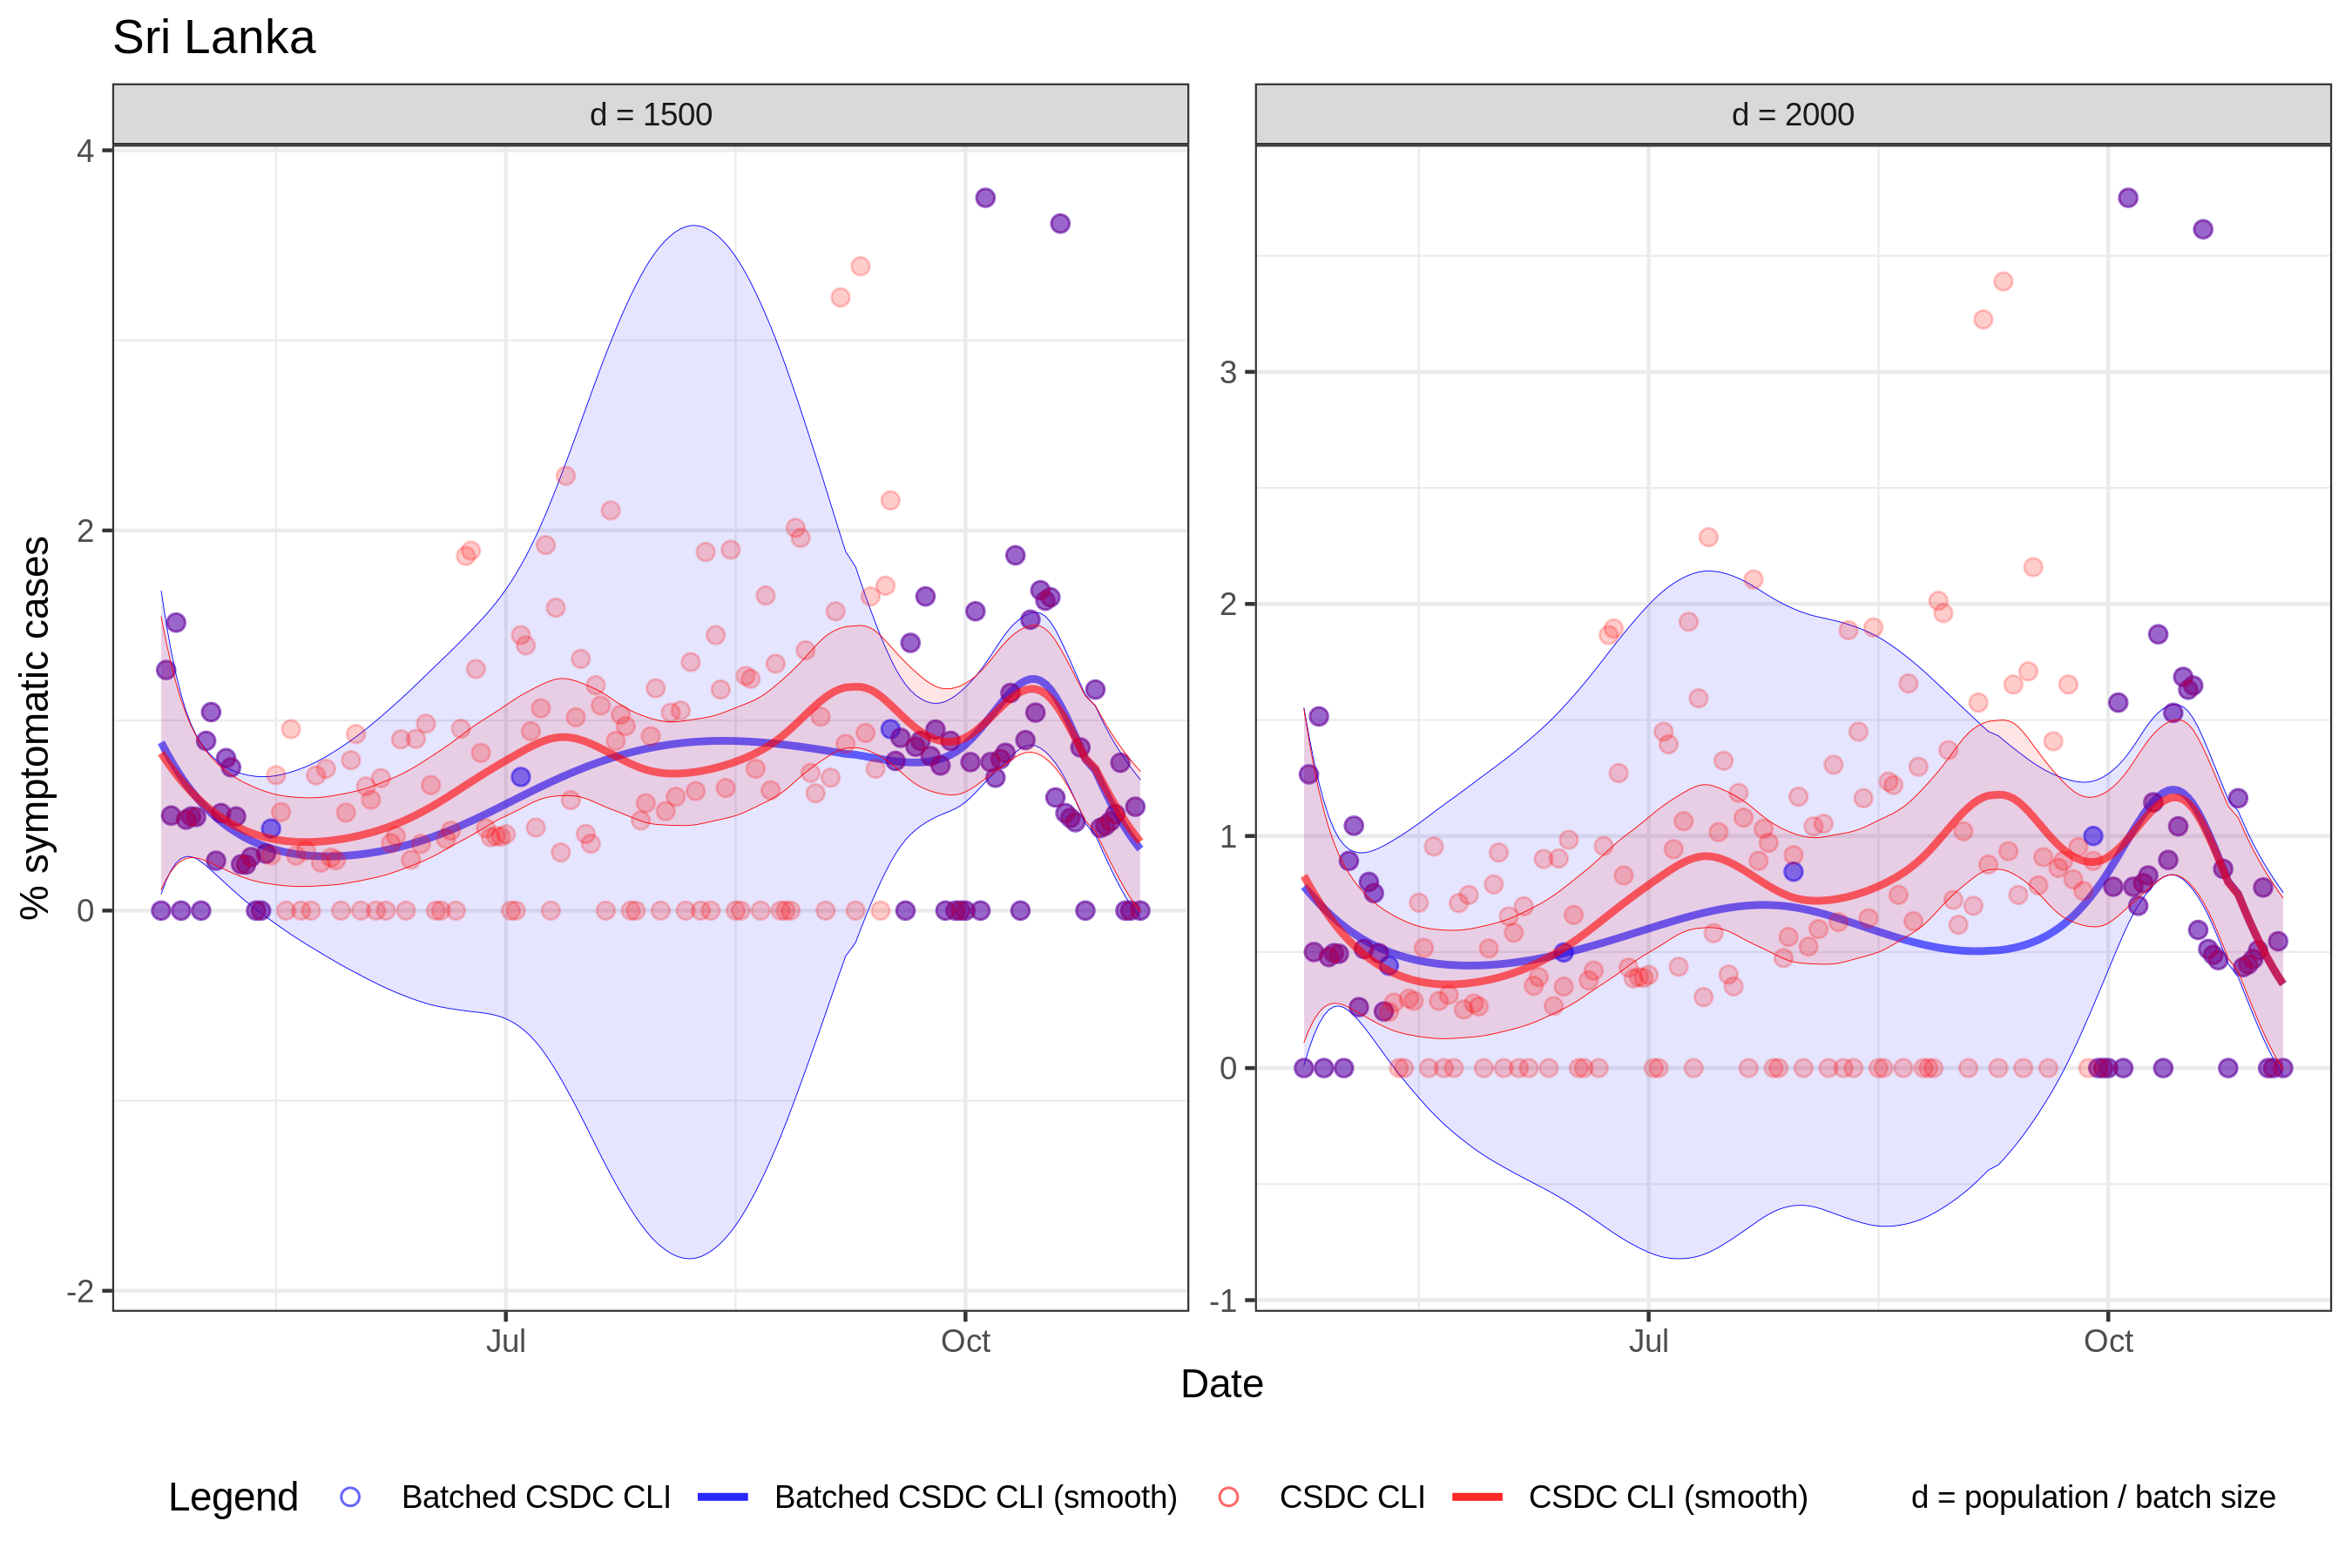 Sri Lanka
d = 1500
d = 2000
% symptomatic cases
4
2
0
-2
3
2
1
0
-1
Jul
Oct
Jul
Oct
Date
Legend
Batched CSDC CLI
Batched CSDC CLI (smooth)
CSDC CLI
CSDC CLI (smooth)
d = population / batch size